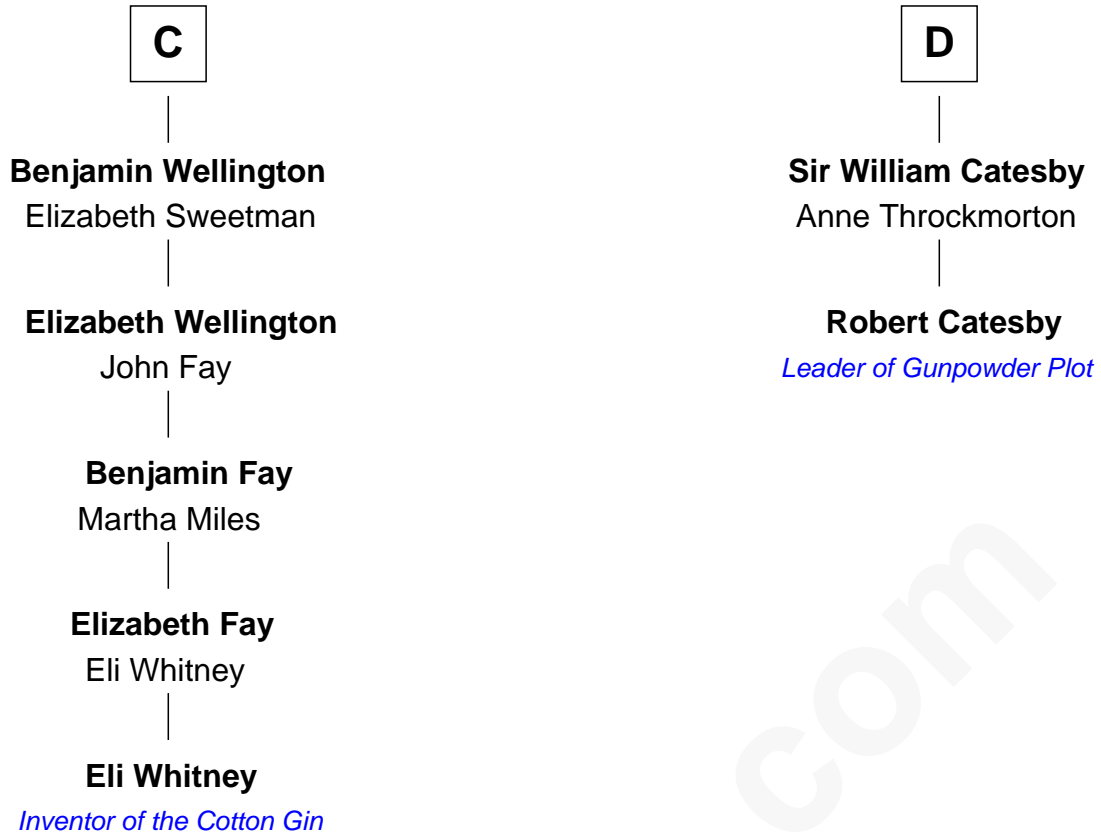 C
Benjamin Wellington
Elizabeth Sweetman
Elizabeth Wellington
John Fay
Benjamin Fay
Martha Miles
Elizabeth Fay
Eli Whitney
Eli Whitney
Inventor of the Cotton Gin
D
Sir William Catesby
Anne Throckmorton
Robert Catesby
Leader of Gunpowder Plot
com